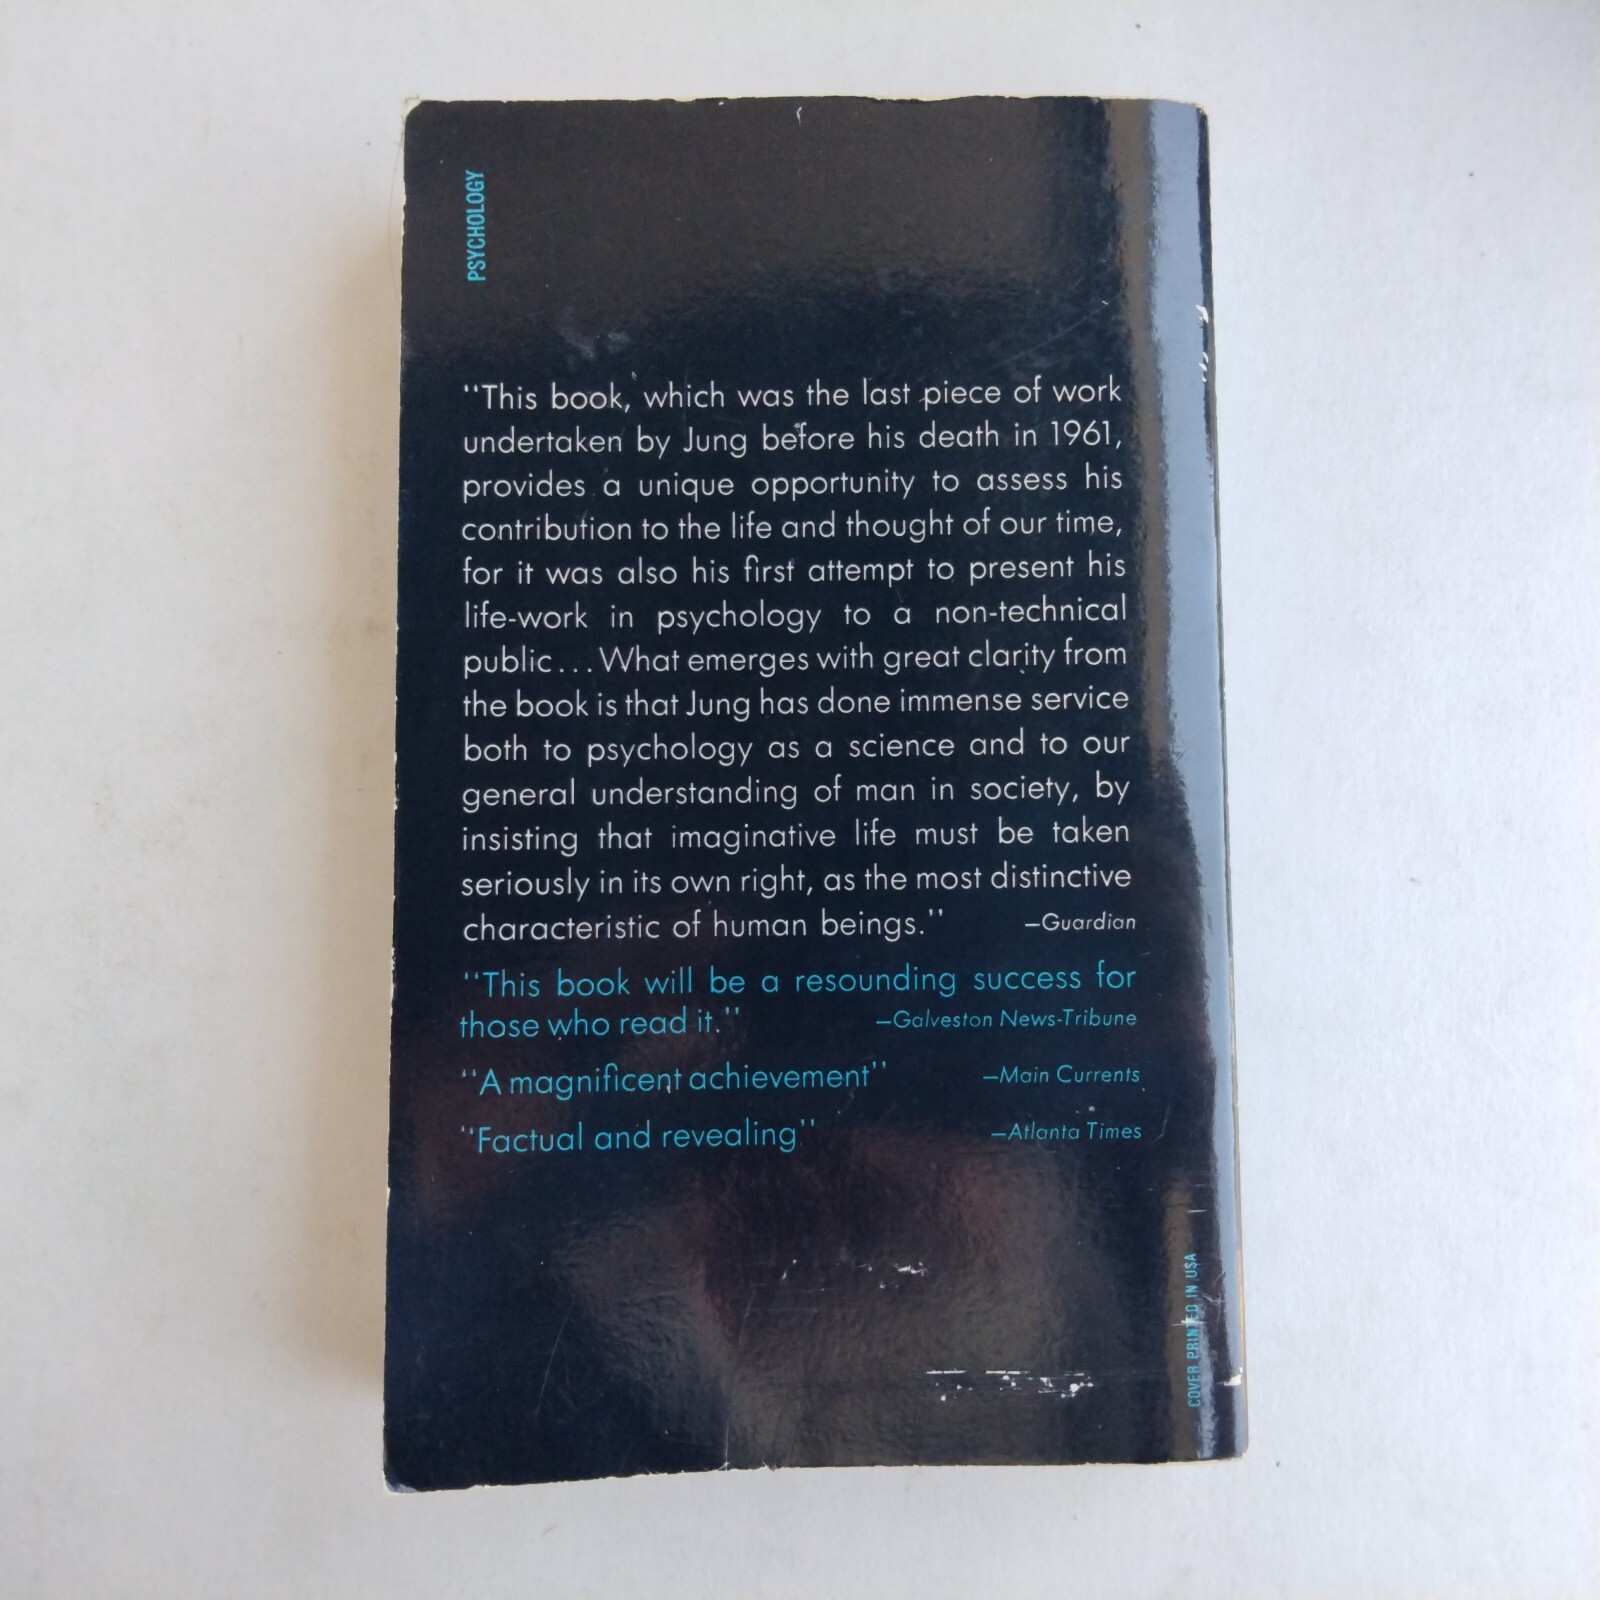 PSYCHOLOGY
"This book, which was the last piece of work
undertaken by Jung before his death in 1961,
provides a unique opportunity to assess his
contribution to the life and thought of our time,
for it was also his first attempt to present his
life-work in psychology to a non-technical
public... What emerges with great clarity from
the book is that Jung has done immense service
both to psychology as a science and to our
general understanding of man in society, by
insisting that imaginative life must be taken
seriously in its own right, as the most distinctive
characteristic of human beings." —Guardian
"This book will be a resounding success for
those who read it." —Galveston News-Tribune
"A magnificent achievement" —Main Currents
"Factual and revealing" —Atlanta Times
COVER PRINTED IN USA